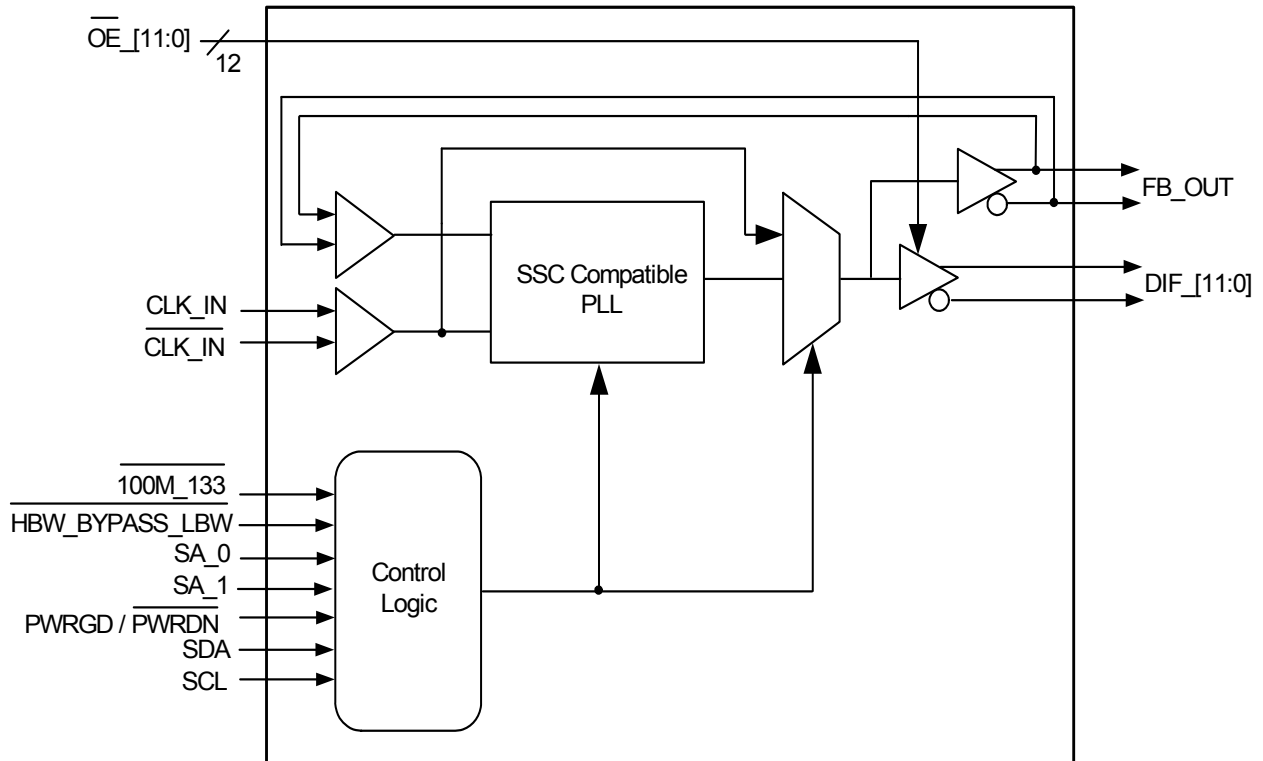 OE_[11:0]
12
FB_OUT
SSC Compatible
PLL
DIF_[11:0]
CLK_IN
CLK_IN
100M_133
HBW_BYPASS_LBW
SA_0
SA_1
PWRGD / PWRDN
SDA
SCL
Control
Logic